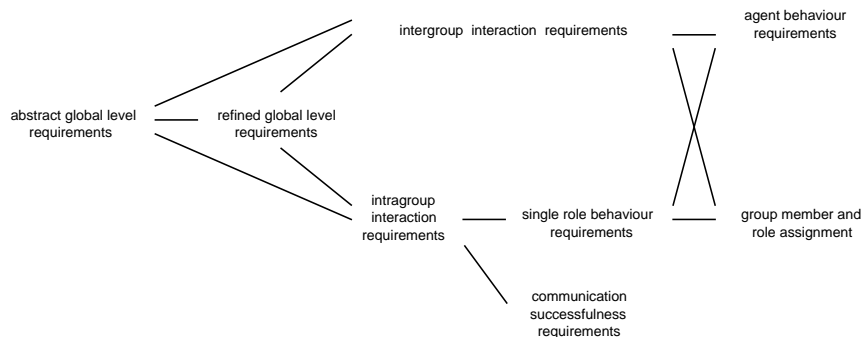 agent behaviour
requirements
intergroup interaction requirements
abstract global level
requirements
refined global level
requirements
intragroup
interaction
requirements
single role behaviour
requirements
group member and
role assignment
communication
successfulness
requirements